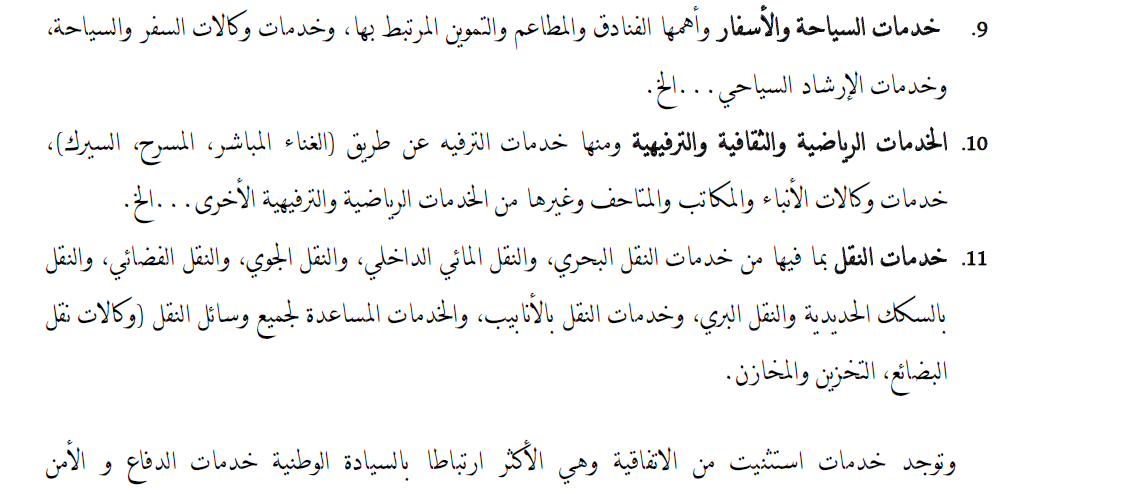 9. خدمات السياحة والأسفار وأهمها الفنادق والمطاعم والتموين المرتبط بها، وخدمات وكالات السفر والسياحة،
وخدمات الإرشاد السياحي...الخ.
10. الخدمات الرياضية والثقافية والترفيهية ومنها خدمات الترفيه عن طريق (الغناء المباشر، المسرح، السيرك)،
خدمات وكالات الأنباء والمكاتب والمتاحف وغيرها من الخدمات الرياضية والترفيهية الأخرى...الخ.
11. خدمات النقل بما فيها من خدمات النقل البحري، والنقل المائي الداخلي، والنقل الجوي، والنقل الفضائي، والنقل
بالسكك الحديدية والنقل البري، وخدمات النقل بالأنابيب، والخدمات المساعدة لجميع وسائل النقل (وكالات نقل
البضائع، التخزين والمخازن.
وتوجد خدمات استثنيت من الاتفاقية وهي الأكثر ارتباطا بالسيادة الوطنية خدمات الدفاع و الأمن